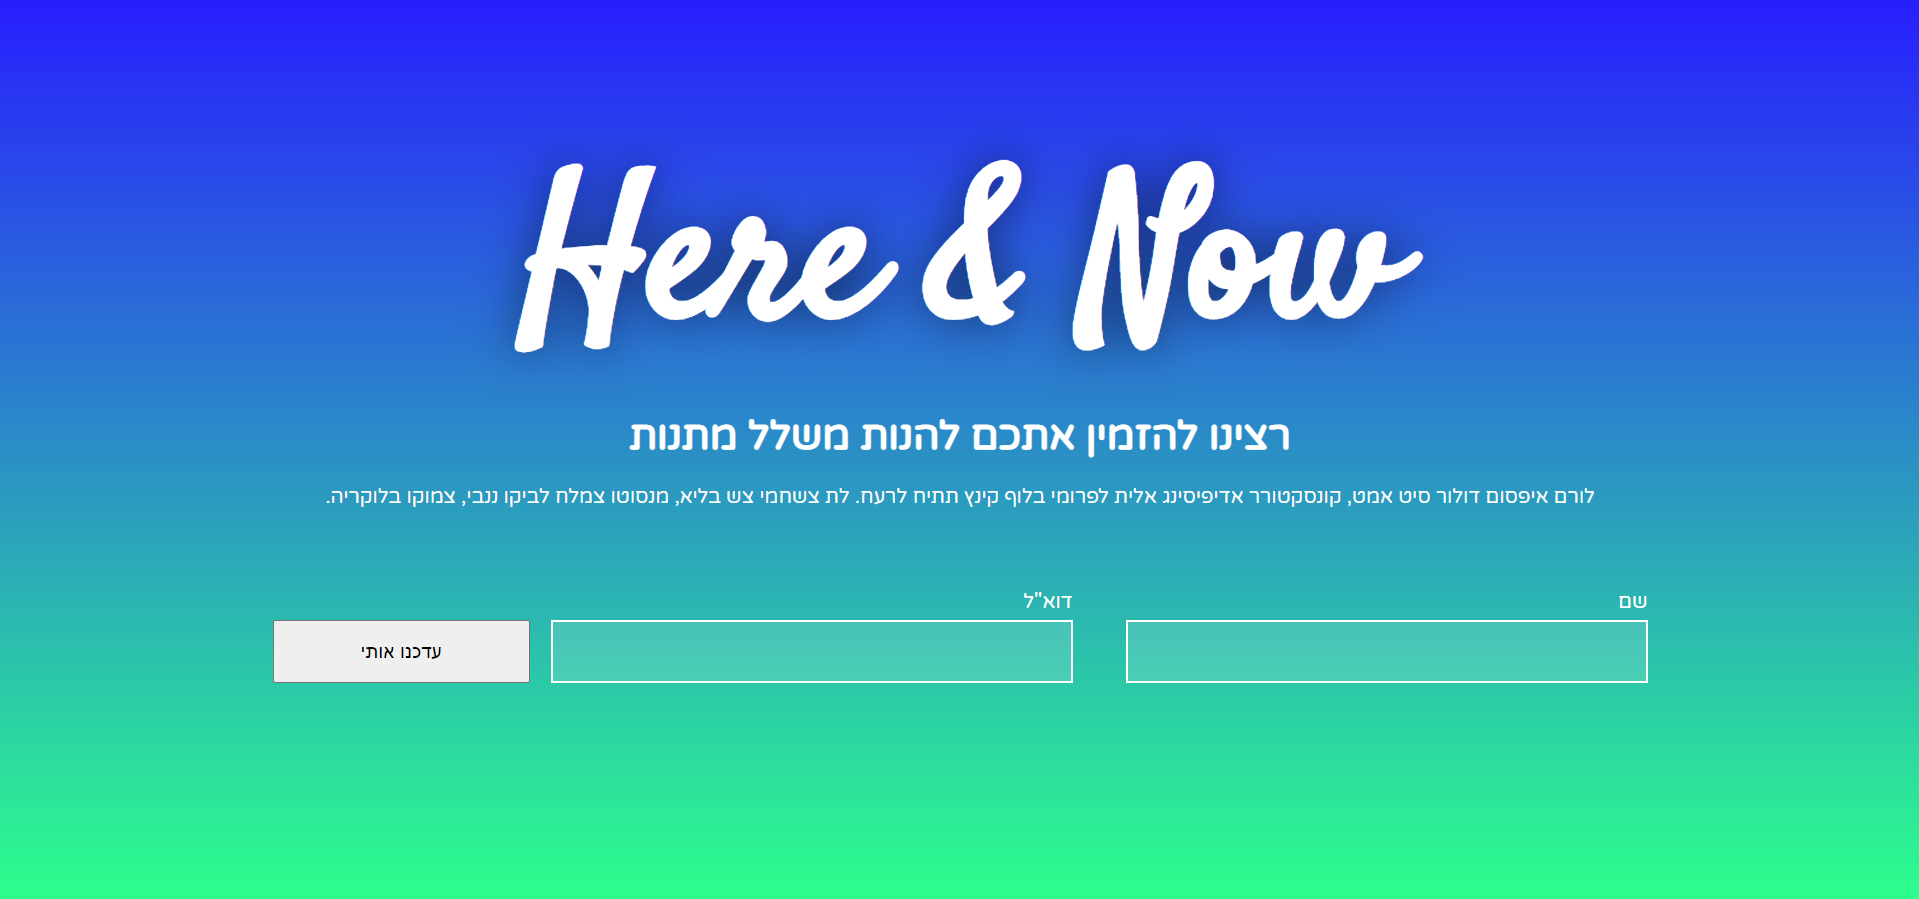 Here & Now
רצינו להזמין אתכם להנות משלל מתנות
לורם איפסום דולור סיט אמט, קונסקטורר אדיפיסינג אלית לפרומי בלוף קינץ תתיח לרעח. לת צשחמי צש בליא, מנסוטו צמלח לביקו ננבי, צמוקו בלוקריה.
שם
דוא"ל
עדכנו אותי